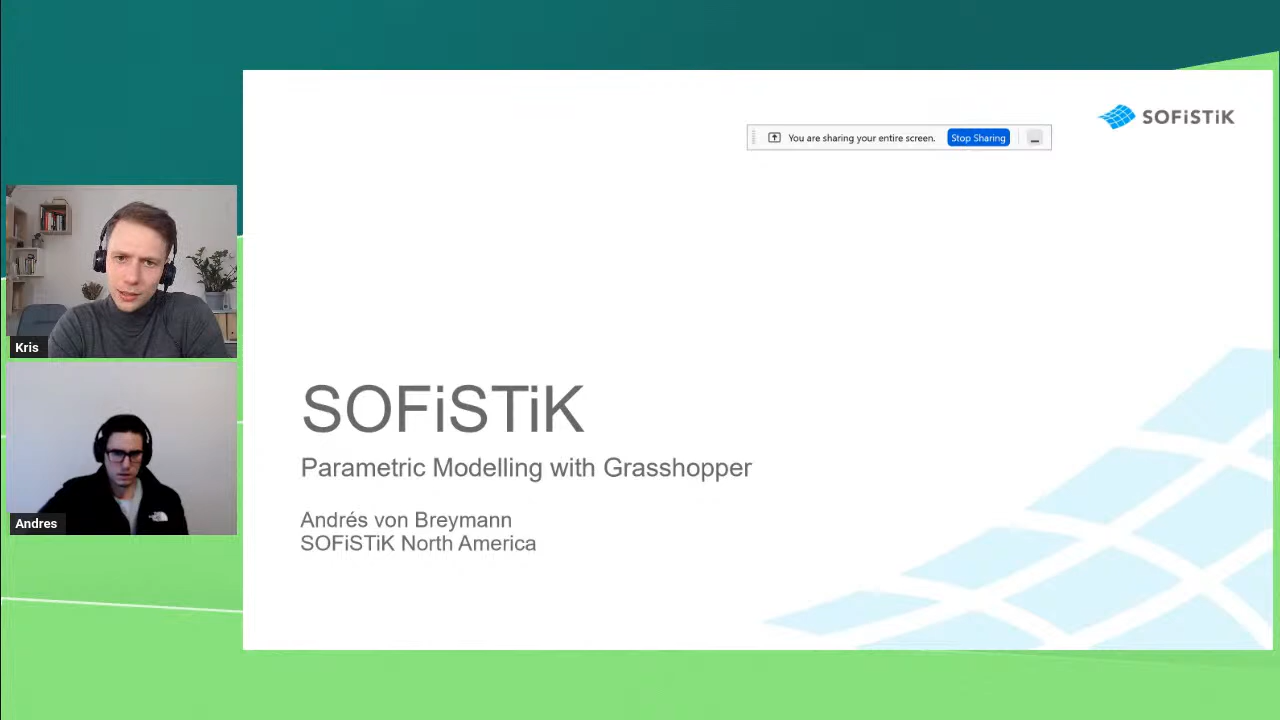 SOFiSTiK
You are sharing your entire screen. Stop Sharing
Kris
SOFiSTiK
Parametric Modelling with Grasshopper
Andrés von Breymann
SOFiSTiK North America
Andres